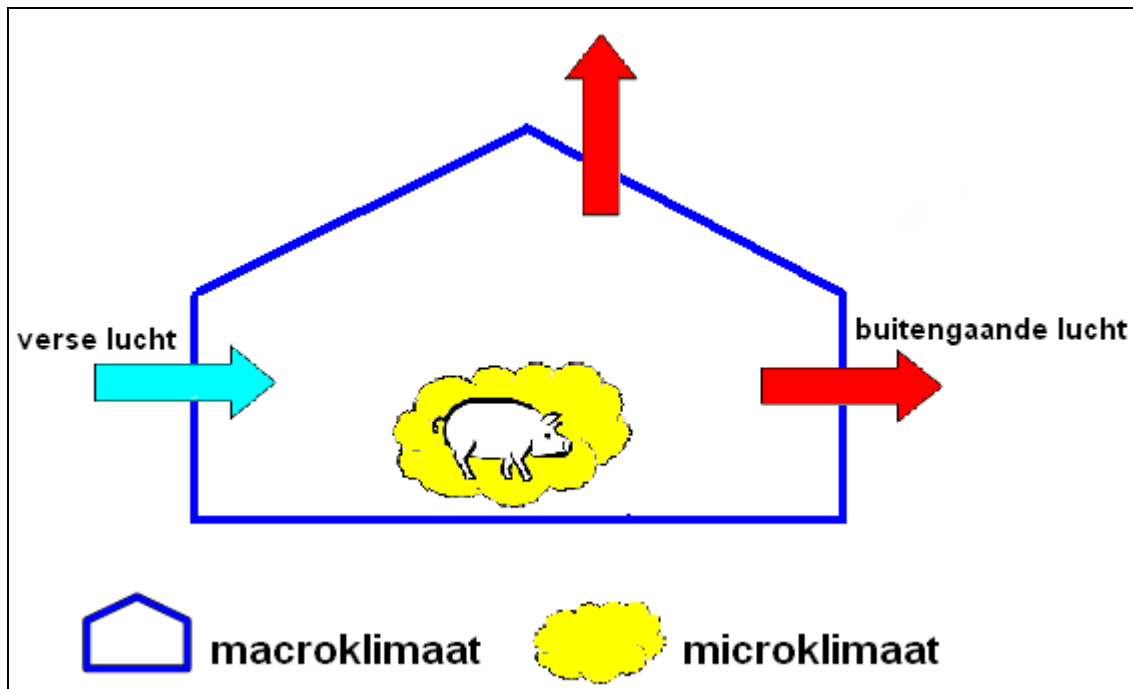 verse lucht
buitengaande lucht
macroklimaat
microklimaat